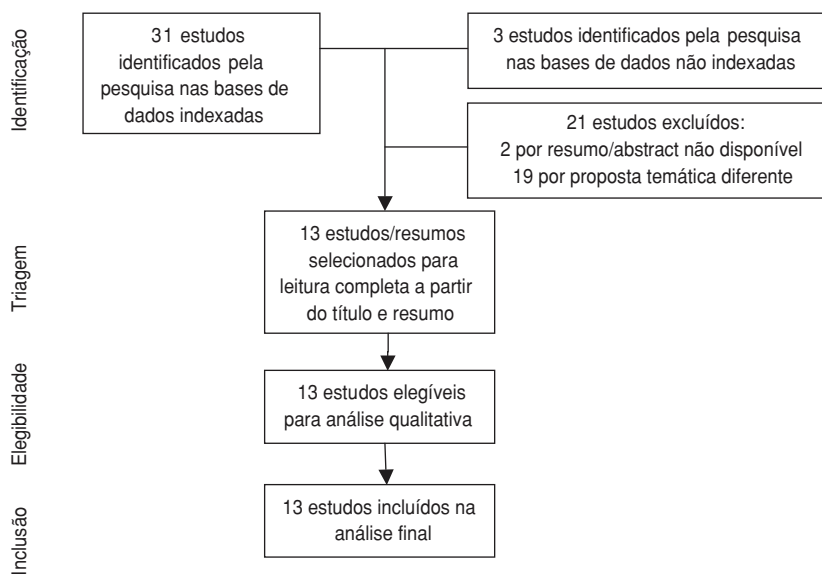 Identificação
31 estudos
identificados pela
pesquisa nas bases de
dados indexadas
3 estudos identificados pela pesquisa
nas bases de dados não indexadas
21 estudos excluídos:
2 por resumo/abstract não disponível
19 por proposta temática diferente
Triagem
13 estudos/resumos
selecionados para
leitura completa a partir
do título e resumo
Elegibilidade
13 estudos elegíveis
para análise qualitativa
Inclusão
13 estudos incluídos na
análise final